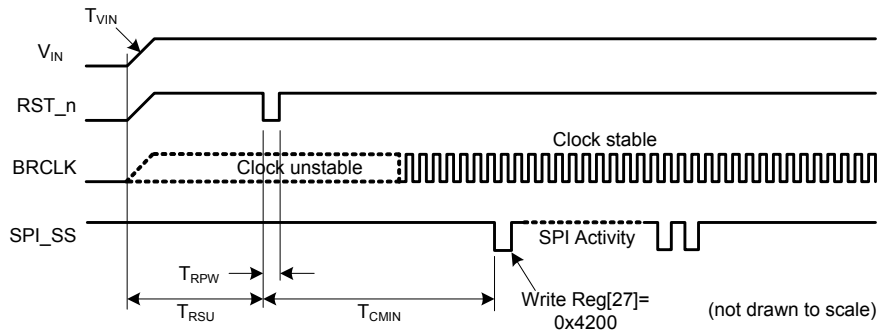 TVIN
VIN
RST_n
BRCLK
Clock unstable
Clock stable
SPI_SS
SPI Activity
TRPW
TRSU
TCMIN
Write Reg[27]=
0x4200
(not drawn to scale)